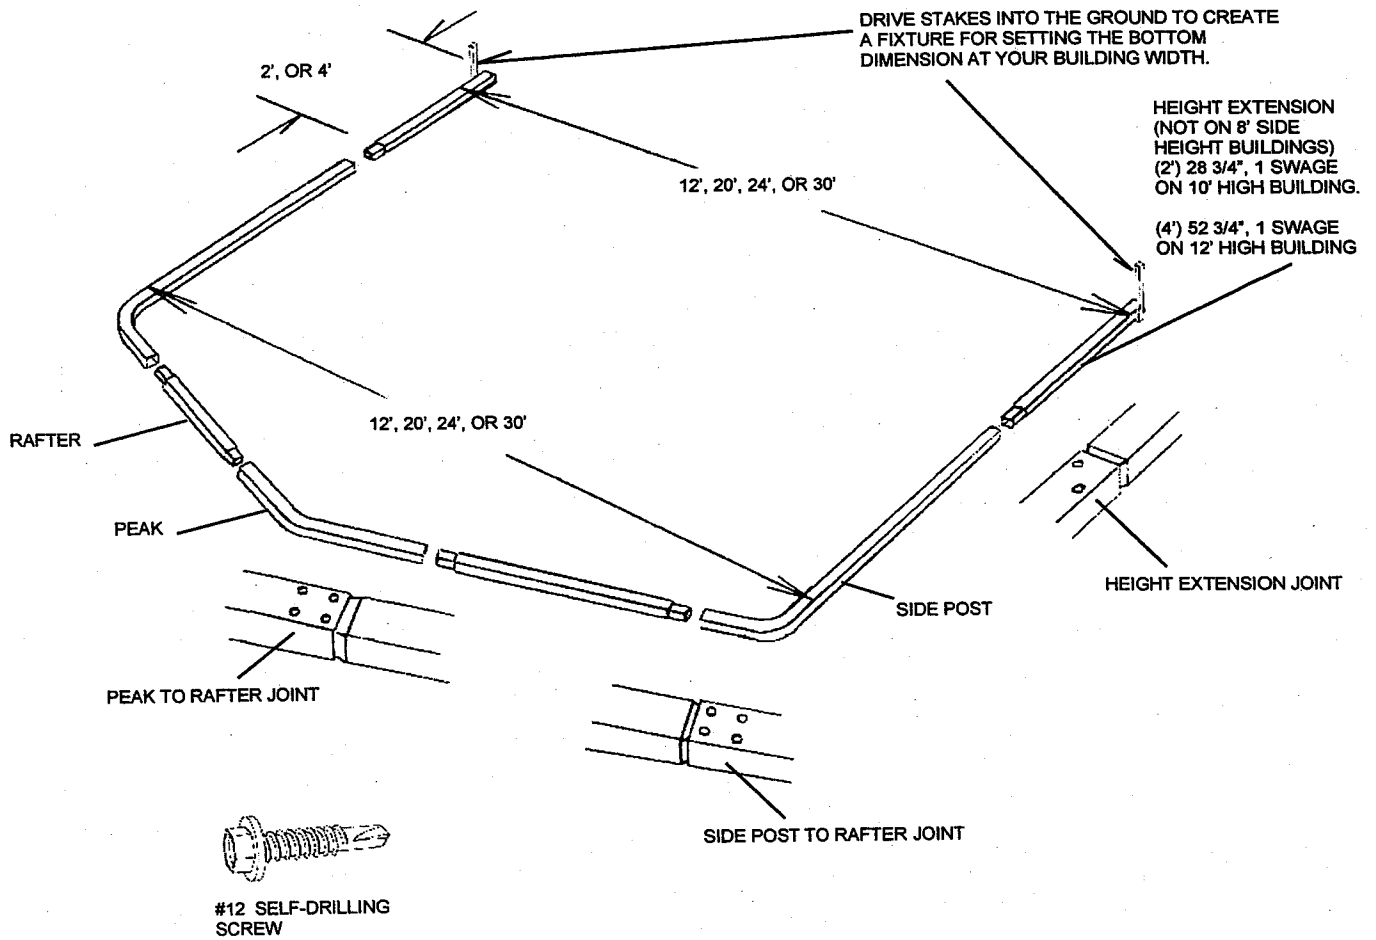 DRIVE STAKES INTO THE GROUND TO CREATE
A FIXTURE FOR SETTING THE BOTTOM
DIMENSION AT YOUR BUILDING WIDTH.
2', OR 4'
HEIGHT EXTENSION
(NOT ON 8' SIDE
HEIGHT BUILDINGS)
(2') 28 3/4", 1 SWAGE
ON 10' HIGH BUILDING.
(4') 52 3/4", 1 SWAGE
ON 12' HIGH BUILDING
12', 20', 24', OR 30'
12', 20', 24', OR 30'
RAFTER
PEAK
HEIGHT EXTENSION JOINT
SIDE POST
PEAK TO RAFTER JOINT
SIDE POST TO RAFTER JOINT
#12 SELF-DRILLING
SCREW